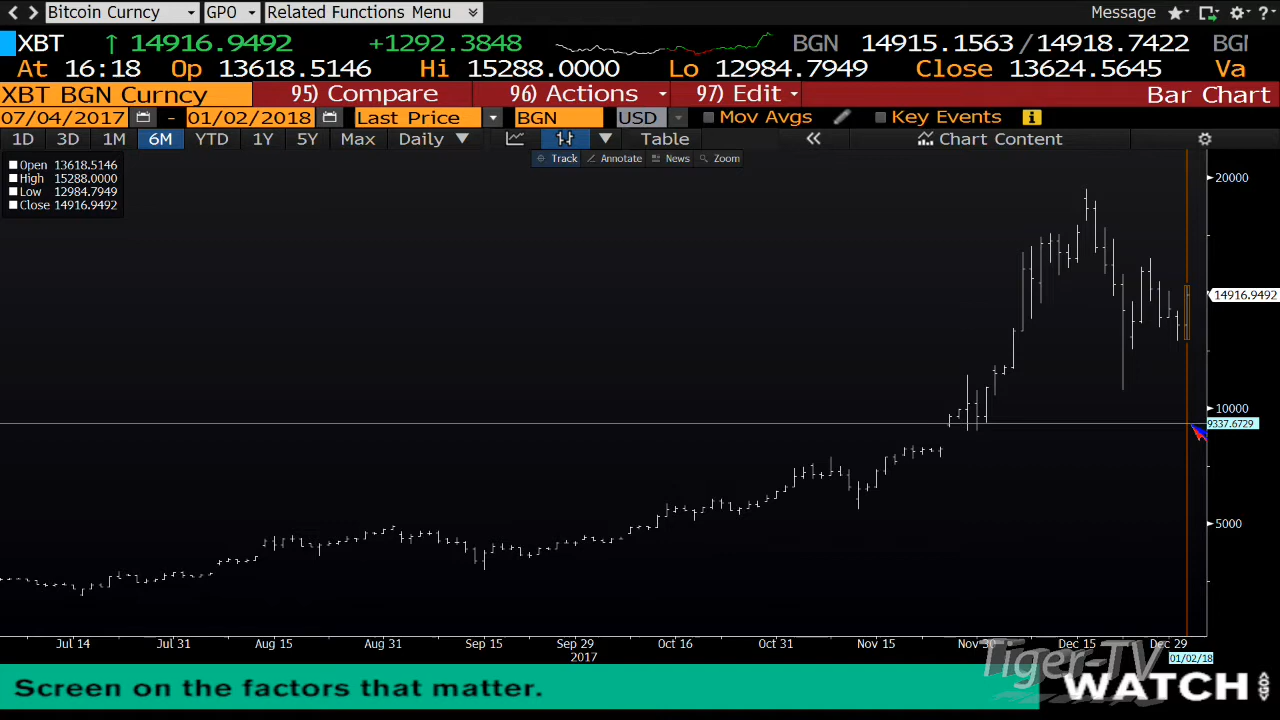 Bitcoin Curncy GPO Related Functions Menu Message ?
XBT ↑ 14916.9492 +1292.3848 BGN 14915.1563 / 14918.7422 BGN
At 16:18 Op 13618.5146 Hi 15288.0000 Lo 12984.7949 Close 13624.5645 Va
XBT BGN Curncy 95) Compare 96) Actions 97) Edit Bar Chart
07/04/2017 - 01/02/2018 Last Price BGN USD Mov Avgs Key Events i
1D 3D 1M 6M YTD 1Y 5Y Max Daily ▼ Table « Chart Content
Track Annotate News Zoom
Open 13618.5146
High 15288.0000
Low 12984.7949
Close 14916.9492
20000
14916.9492
10000
9337.6729
5000
Jul 14 Jul 31 Aug 15 Aug 31 Sep 15 Sep 29 Oct 16 Oct 31 Nov 15 Nov 30 Dec 15 Dec 29
2017 01/02/18
Tiger-TV
Screen on the factors that matter. WATCH